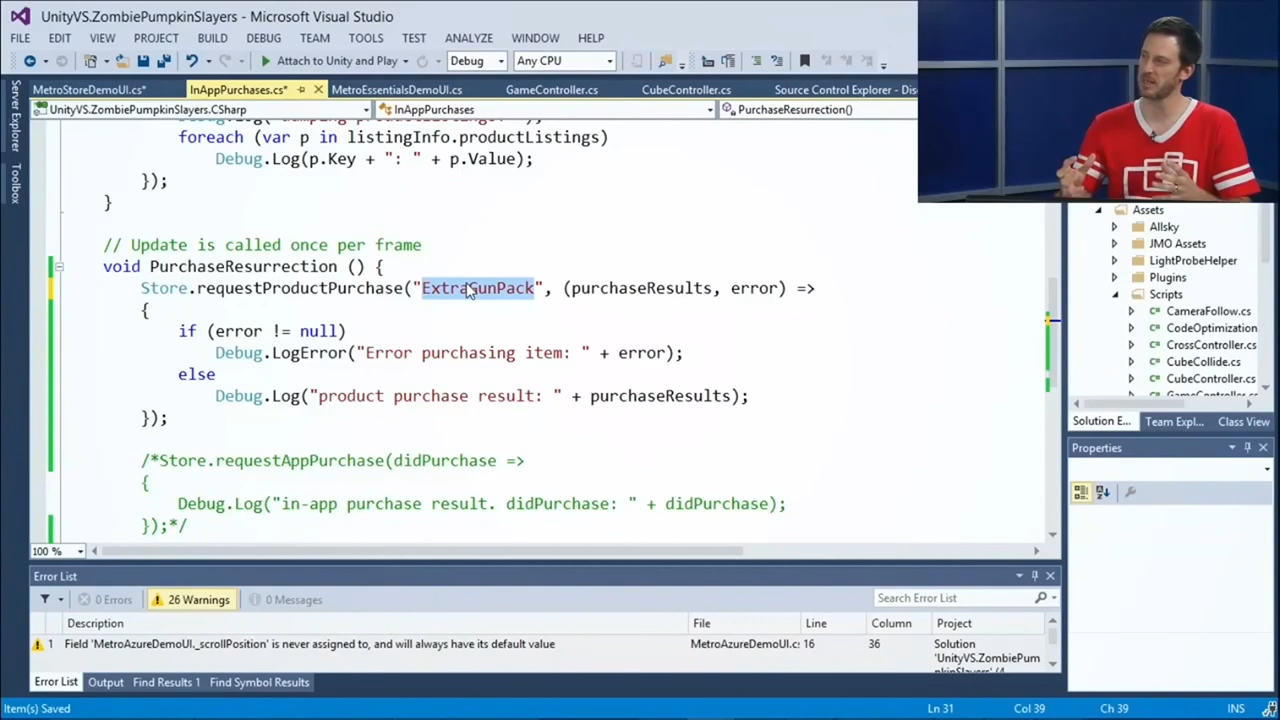 UnityVS.ZombiePumpkinSlayers - Microsoft Visual Studio
FILE EDIT VIEW PROJECT BUILD DEBUG TEAM TOOLS TEST ANALYZE WINDOW HELP
Attach to Unity and Play Debug Any CPU
MetroStoreDemoUI.cs* InAppPurchases.cs* MetroEssentialsDemoUI.cs GameController.cs CubeController.cs Source Control Explorer - De
UnityVS.ZombiePumpkinSlayers.CSharp InAppPurchases PurchaseResurrection()
Server Explorer
Toolbox
foreach (var p in listingInfo.productListings)
Debug.Log(p.Key + ": " + p.Value);
});
}
// Update is called once per frame
void PurchaseResurrection () {
Store.requestProductPurchase("ExtraGunPack", (purchaseResults, error) =>
{
if (error != null)
Debug.LogError("Error purchasing item: " + error);
else
Debug.Log("product purchase result: " + purchaseResults);
});
/*Store.requestAppPurchase(didPurchase =>
{
Debug.Log("in-app purchase result. didPurchase: " + didPurchase);
});*/
100 %
Assets
Allsky
JMO Assets
LightProbeHelper
Plugins
Scripts
CameraFollow.cs
CodeOptimization
CrossController.cs
CubeCollide.cs
CubeController.cs
Solution E... Team Expl... Class View
Properties
Error List
0 Errors 26 Warnings 0 Messages Search Error List
Description File Line Column Project
1 Field 'MetroAzureDemoUI._scrollPosition' is never assigned to, and will always have its default value MetroAzureDemoUI.c 16 36 Solution
'UnityVS.ZombiePum
Error List Output Find Results 1 Find Symbol Results
Item(s) Saved Ln 31 Col 39 Ch 39 INS